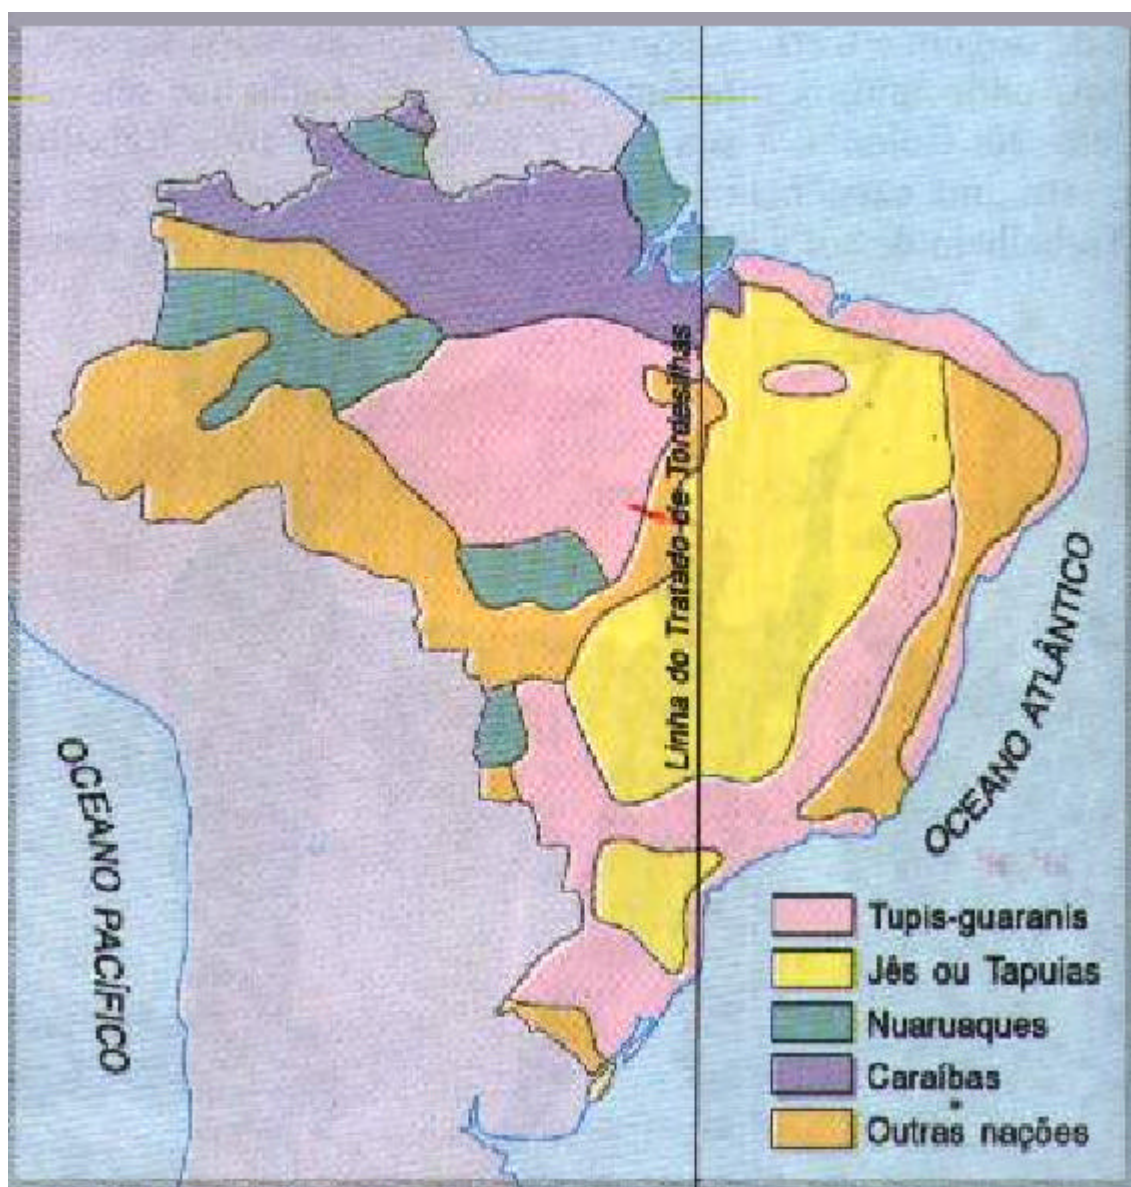 Linha do Tratado de Tordesilhas
OCEANO ATLÂNTICO
OCEANO PACÍFICO
Tupis-guaranis
Jês ou Tapuias
Nuaruaques
Caraíbas
Outras nações